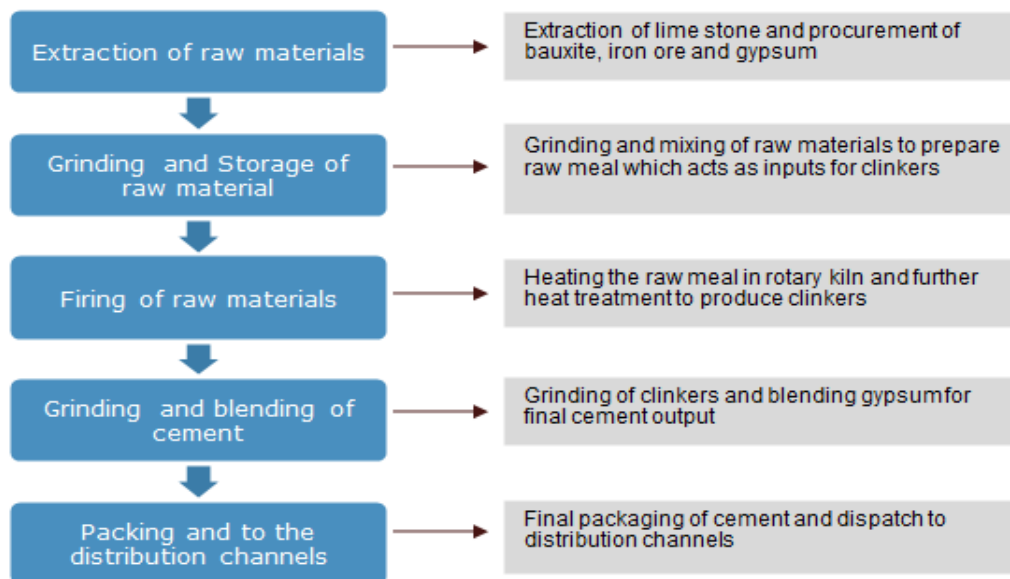 Extraction of raw materials
Extraction of lime stone and procurement of
bauxite, iron ore and gypsum
Grinding and Storage of
raw material
Grinding and mixing of raw materials to prepare
raw meal which acts as inputs for clinkers
Firing of raw materials
Heating the raw meal in rotary kiln and further
heat treatment to produce clinkers
Grinding and blending of
cement
Grinding of clinkers and blending gypsum for
final cement output
Packing and to the
distribution channels
Final packaging of cement and dispatch to
distribution channels